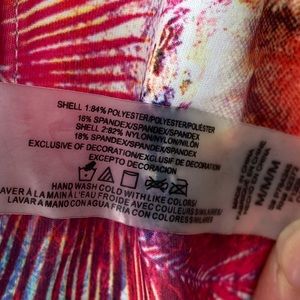 SHELL 1:84% POLYESTER/POLYESTER/POLIÉSTER
16% SPANDEX/SPANDEX/SPANDEX
SHELL 2:82% NYLON/NYLON/NILÓN
18% SPANDEX/SPANDEX/SPANDEX
EXCLUSIVE OF DECORATION/EXCLUSIF DE DECORATION
EXCEPTO DECORACION
HAND WASH COLD WITH LIKE COLORS/
LAVER À LA MAIN À L'EAU FROIDE AVEC COULEURS SIMILAIRES/
LAVAR A MANO CON AGUA FRIA CON COLORES SIMILARES/
M/M/M